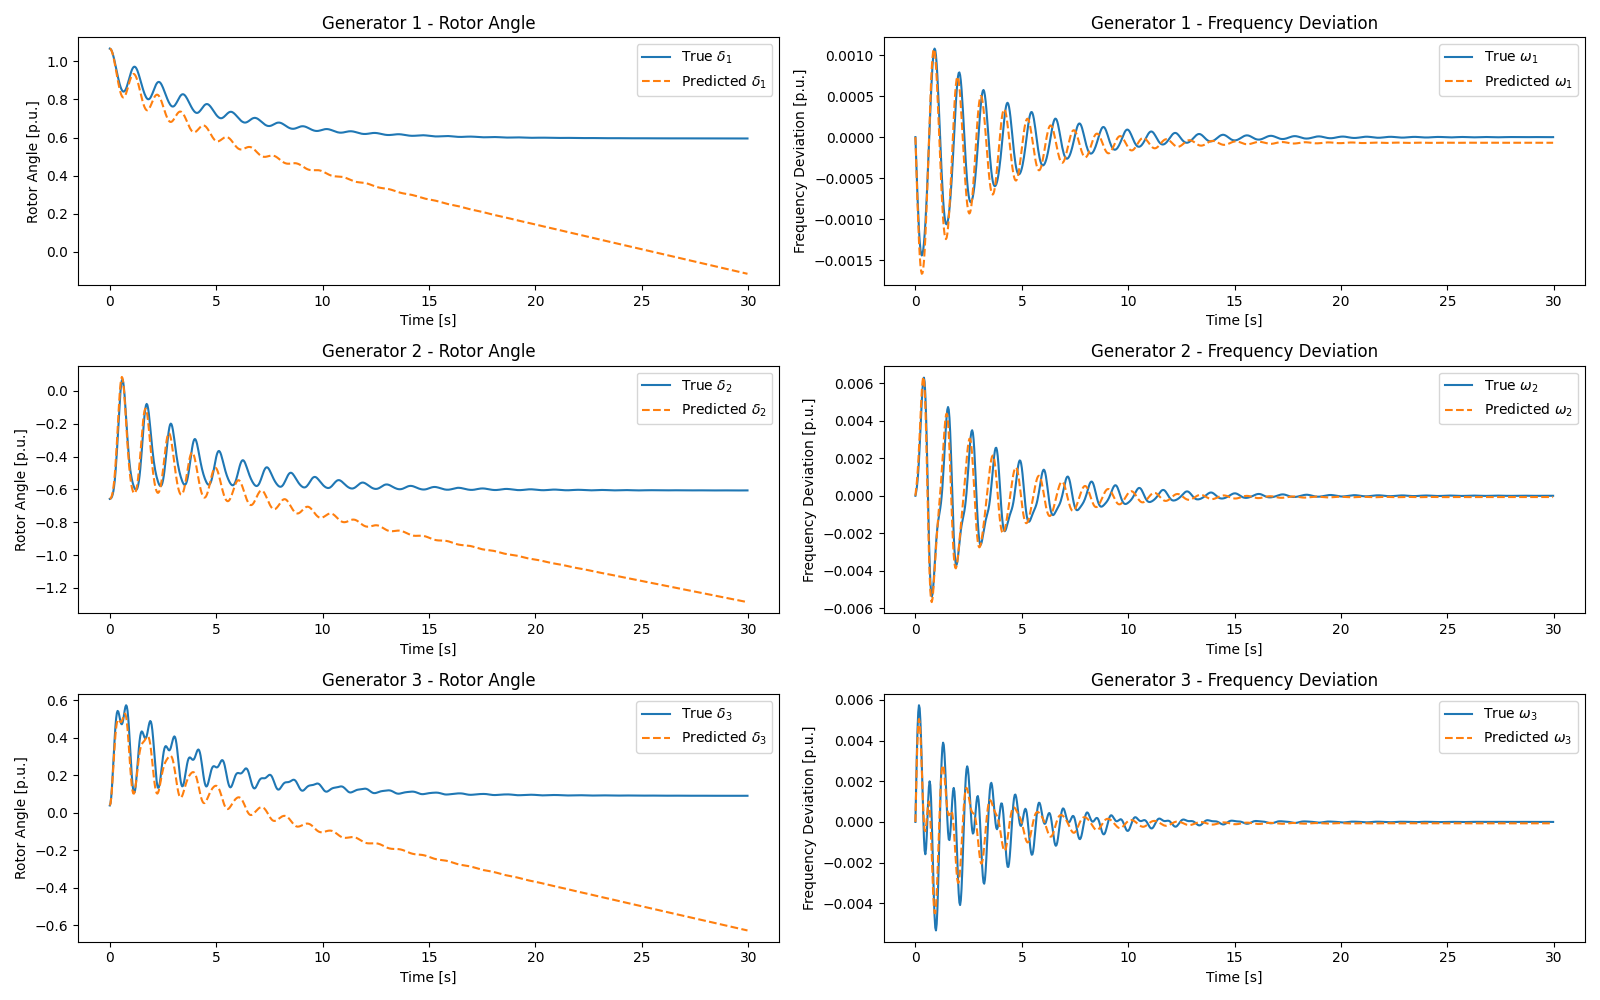 Generator 1 - Rotor Angle
Rotor Angle [p.u.]
1.0
0.8
0.6
0.4
0.2
0.0
True δ₁
Predicted δ₁
0 5 10 15 20 25 30
Time [s]
Generator 1 - Frequency Deviation
Frequency Deviation [p.u.]
0.0010
0.0005
0.0000
−0.0005
−0.0010
−0.0015
True ω₁
Predicted ω₁
0 5 10 15 20 25 30
Time [s]
Generator 2 - Rotor Angle
Rotor Angle [p.u.]
0.0
−0.2
−0.4
−0.6
−0.8
−1.0
−1.2
True δ₂
Predicted δ₂
0 5 10 15 20 25 30
Time [s]
Generator 2 - Frequency Deviation
Frequency Deviation [p.u.]
0.006
0.004
0.002
0.000
−0.002
−0.004
−0.006
True ω₂
Predicted ω₂
0 5 10 15 20 25 30
Time [s]
Generator 3 - Rotor Angle
Rotor Angle [p.u.]
0.6
0.4
0.2
0.0
−0.2
−0.4
−0.6
True δ₃
Predicted δ₃
0 5 10 15 20 25 30
Time [s]
Generator 3 - Frequency Deviation
Frequency Deviation [p.u.]
0.006
0.004
0.002
0.000
−0.002
−0.004
True ω₃
Predicted ω₃
0 5 10 15 20 25 30
Time [s]